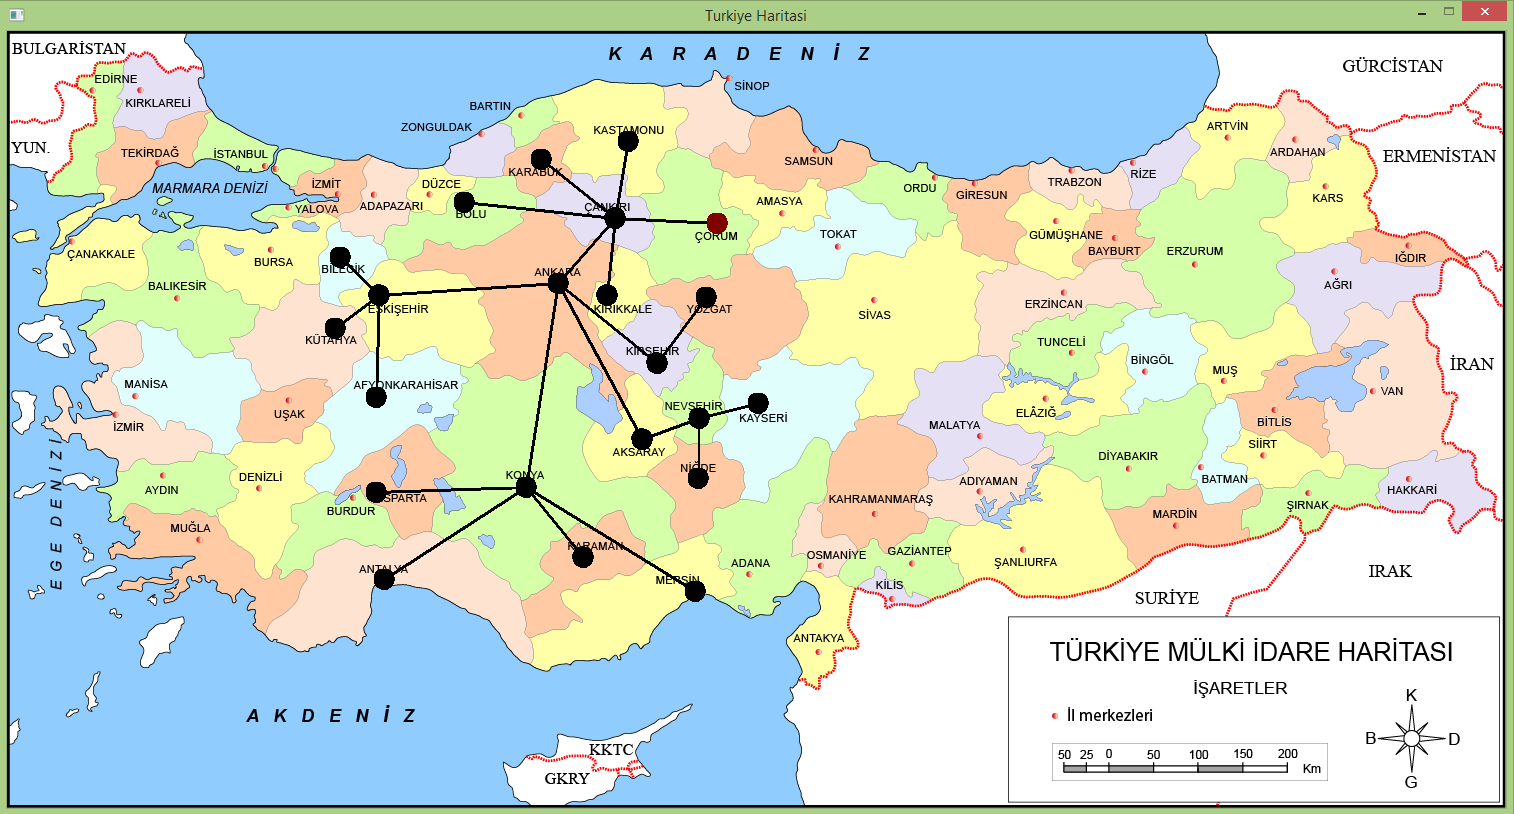 Turkiye Haritasi
BULGARİSTAN
K A R A D E N İ Z
GÜRCİSTAN
EDİRNE
KIRKLARELİ
SİNOP
BARTIN
ZONGULDAK
KASTAMONU
ARTVİN
YUN.
TEKİRDAĞ
İSTANBUL
KARABÜK
SAMSUN
ARDAHAN
ERMENİSTAN
MARMARA DENİZİ
İZMİT
DÜZCE
ORDU
GİRESUN
TRABZON
RİZE
KARS
YALOVA
ADAPAZARI
BOLU
ÇANKIRI
AMASYA
ÇORUM
TOKAT
GÜMÜŞHANE
BAYBURT
ERZURUM
IĞDIR
ÇANAKKALE
BURSA
BİLECİK
ANKARA
AĞRI
BALIKESİR
ESKİŞEHİR
KIRIKKALE
YOZGAT
SİVAS
ERZİNCAN
KÜTAHYA
KIRŞEHİR
TUNCELİ
BİNGÖL
MUŞ
İRAN
MANİSA
AFYONKARAHİSAR
VAN
UŞAK
NEVŞEHİR
KAYSERİ
ELÂZIĞ
BİTLİS
İZMİR
MALATYA
SİİRT
AKSARAY
DİYABAKIR
EGE DENİZİ
AYDIN
DENİZLİ
KONYA
NİĞDE
BATMAN
HAKKARİ
BURDUR
ISPARTA
KAHRAMANMARAŞ
ADIYAMAN
MARDİN
ŞIRNAK
MUĞLA
KARAMAN
OSMANİYE
GAZİANTEP
ANTALYA
MERSİN
ADANA
ŞANLIURFA
KİLİS
IRAK
SURİYE
ANTAKYA
TÜRKİYE MÜLKİ İDARE HARİTASI
İŞARETLER
İl merkezleri
K
B
D
G
50 25 0 50 100 150 200
Km
A K D E N İ Z
KKTC
GKRY